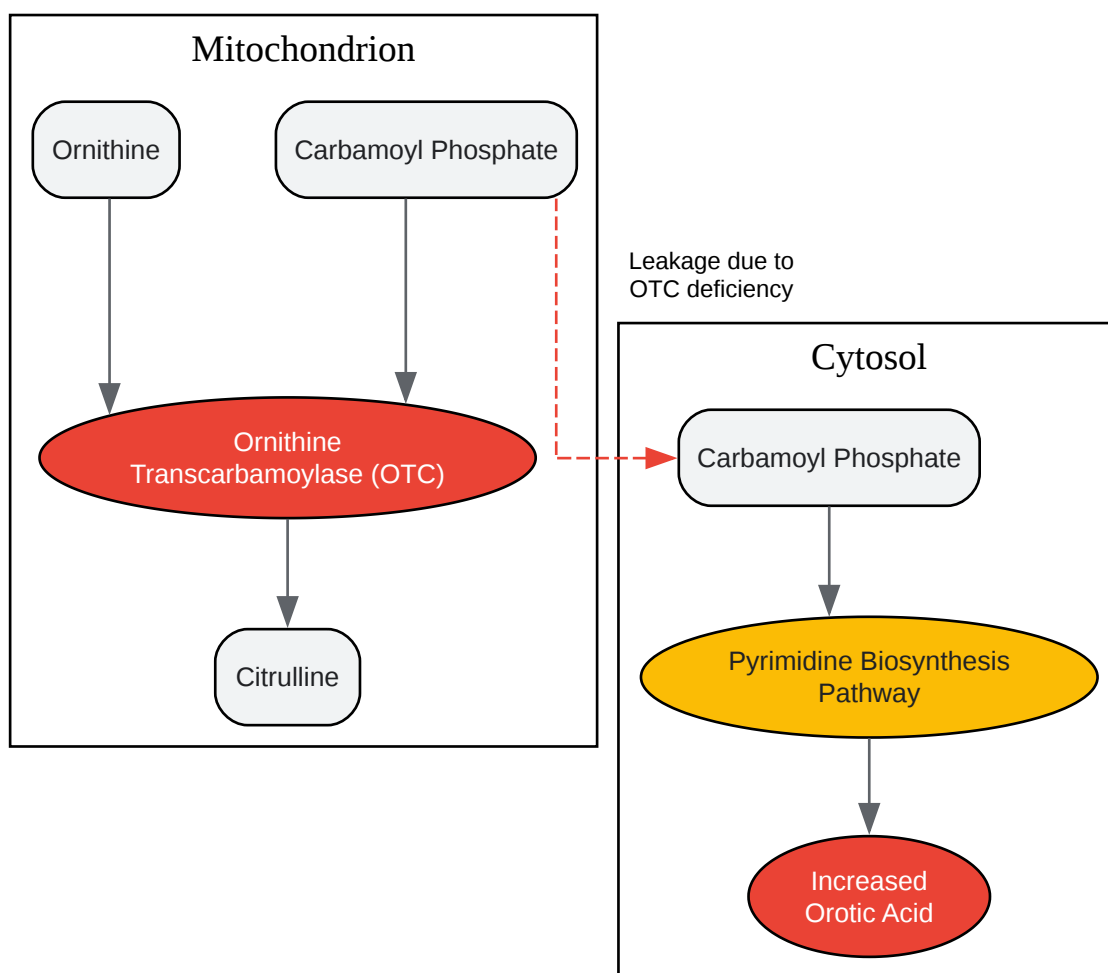 Mitochondrion
Ornithine
Carbamoyl Phosphate
Leakage due to
OTC deficiency
Cytosol
Ornithine
Transcarbamoylase (OTC)
Carbamoyl Phosphate
Citrulline
Pyrimidine Biosynthesis
Pathway
Increased
Orotic Acid